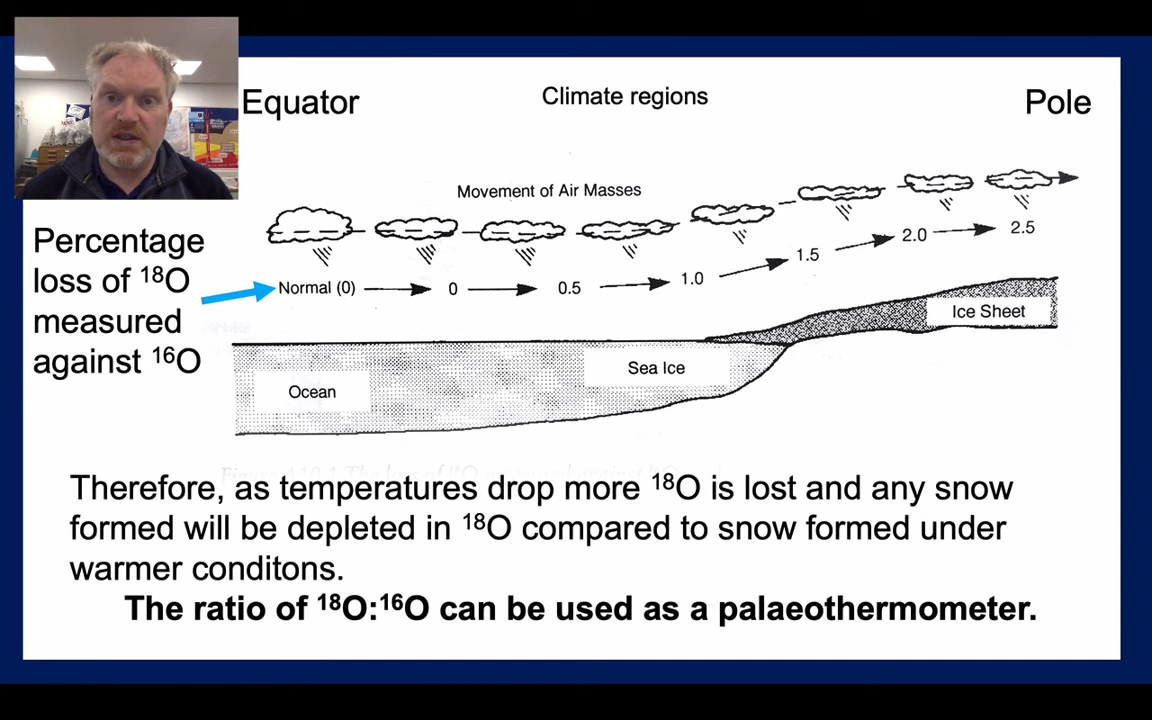 Equator
Climate regions
Pole
Movement of Air Masses
Percentage
loss of ¹⁸O
measured
against ¹⁶O
Normal (0)
0
0.5
1.0
1.5
2.0
2.5
Ice Sheet
Sea Ice
Ocean
Therefore, as temperatures drop more ¹⁸O is lost and any snow
formed will be depleted in ¹⁸O compared to snow formed under
warmer conditons.
The ratio of ¹⁸O:¹⁶O can be used as a palaeothermometer.